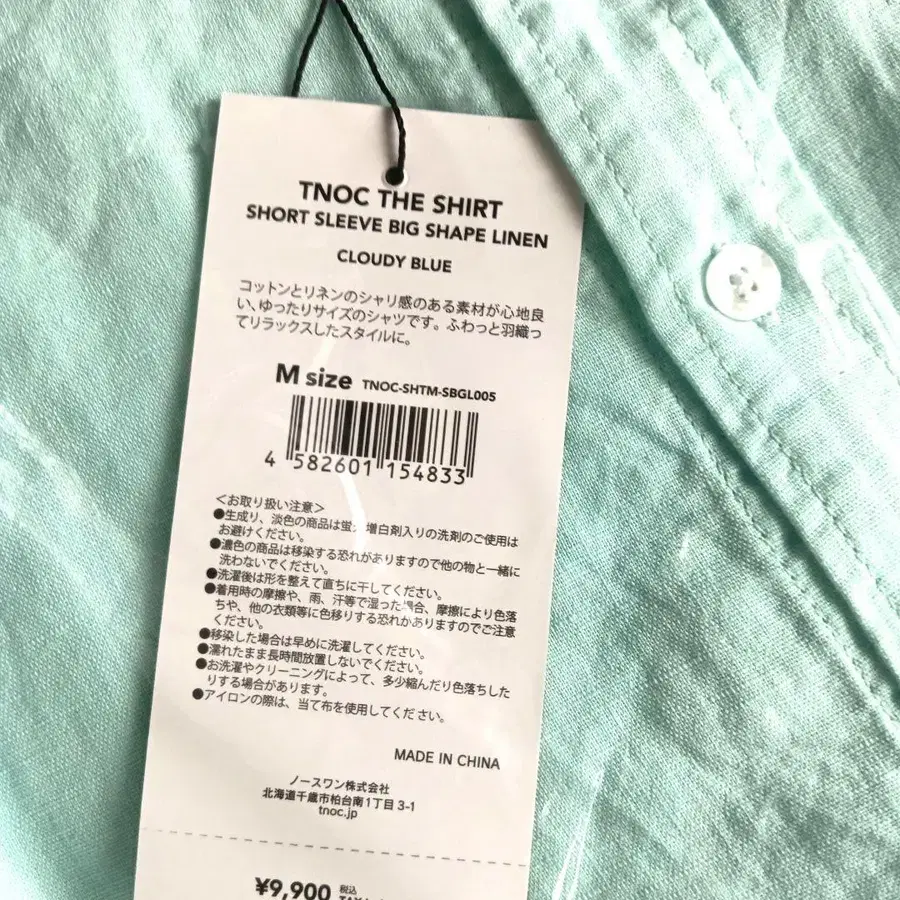 TNOC THE SHIRT
SHORT SLEEVE BIG SHAPE LINEN
CLOUDY BLUE
コットンとリネンのシャリ感のある素材が心地良
い、ゆったりサイズのシャツです。ふわっと羽織っ
てリラックスしたスタイルに。
M size TNOC-SHTM-SBGL005
4 582601 154833
＜お取り扱い注意＞
●生成り、淡色の商品は蛍光増白剤入りの洗剤のご使用は
お避けください。
●濃色の商品は移染する恐れがありますので他の物と一緒に
洗わないでください。
●洗濯後は形を整えて直ちに干してください。
●着用時の摩擦や、雨、汗等で湿った場合、摩擦により色落
ちや、他の衣類等に色移りする恐れがありますのでご注意
ください。
●移染した場合は早めに洗濯してください。
●濡れたまま長時間放置しないでください。
●お洗濯やクリーニングによって、多少縮んだり色落ちした
りする場合があります。
●アイロンの際は、当て布を使用してください。
MADE IN CHINA
ノースワン株式会社
北海道千歳市柏台南1丁目3-1
tnoc.jp
¥9,900 税込